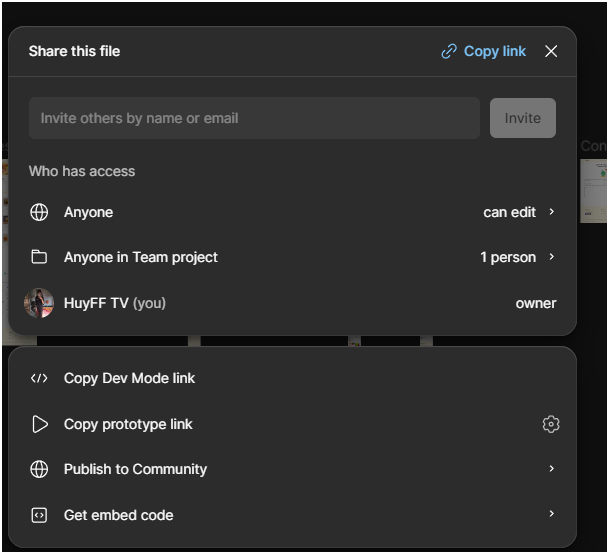 Share this file
Copy link
Invite others by name or email
Invite
Who has access
Anyone
can edit
Anyone in Team project
1 person
HuyFF TV (you)
owner
Copy Dev Mode link
Copy prototype link
Publish to Community
Get embed code
Con